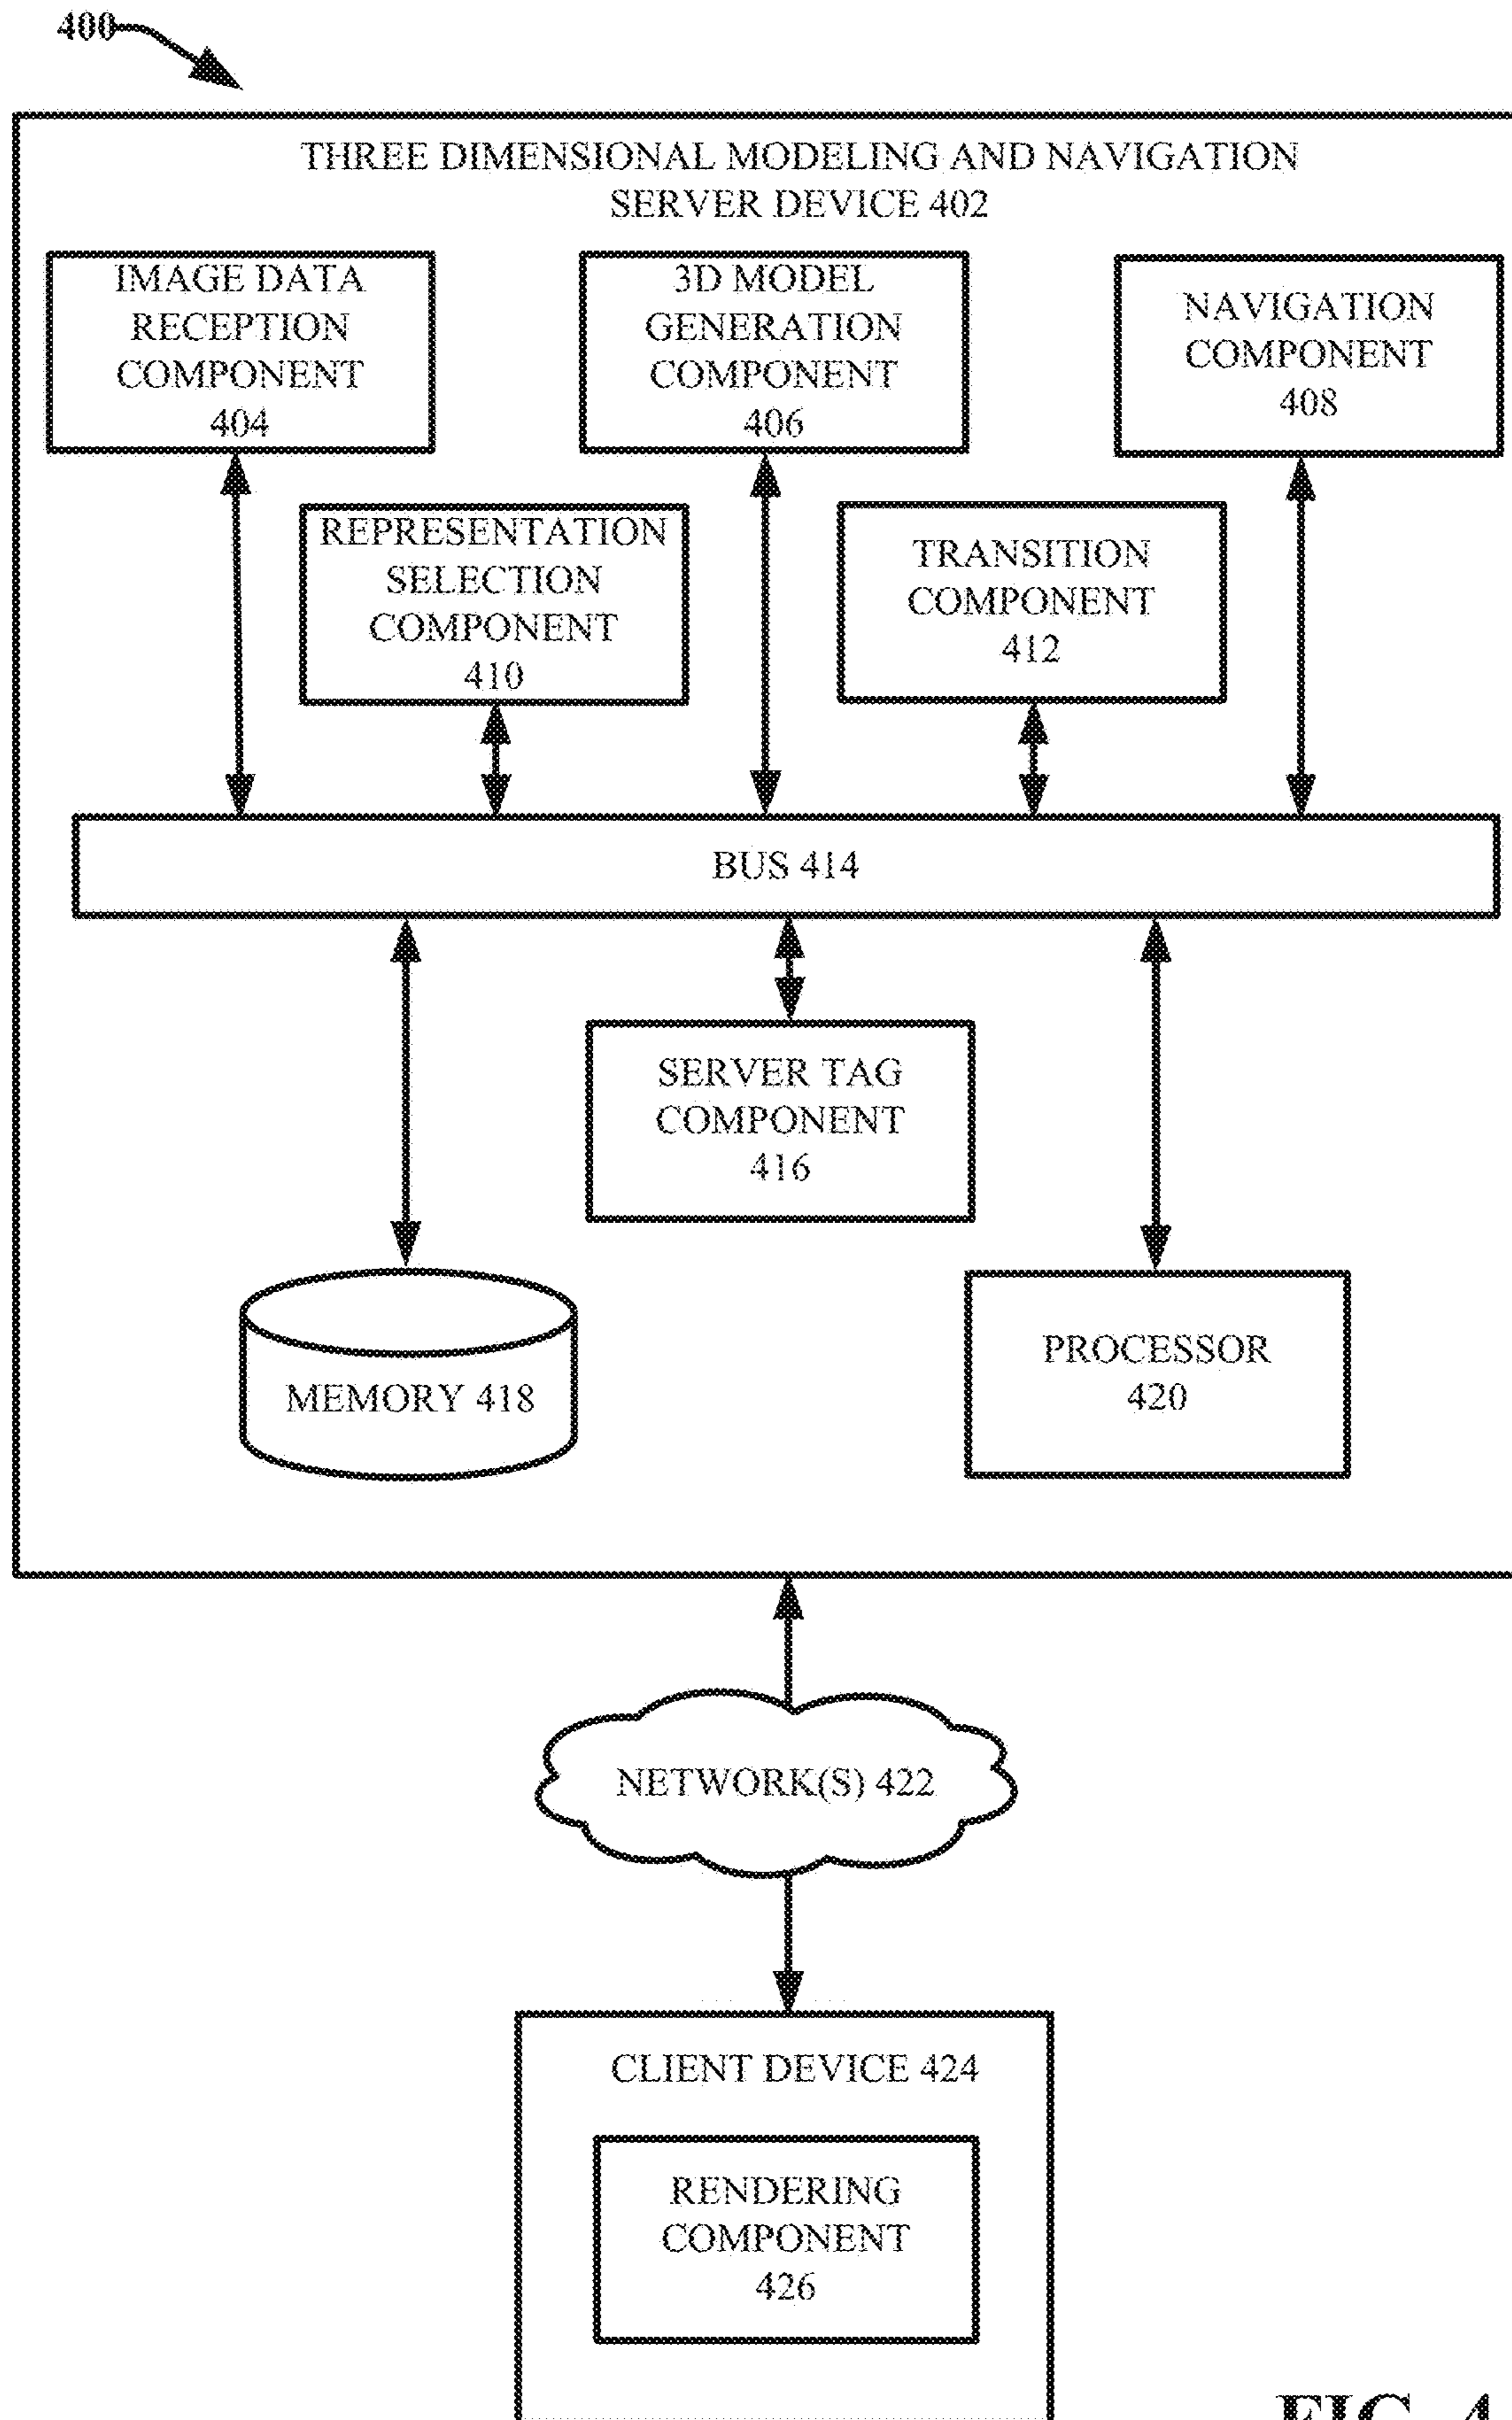 400
THREE DIMENSIONAL MODELING AND NAVIGATION
SERVER DEVICE 402
IMAGE DATA
RECEPTION
COMPONENT
404
3D MODEL
GENERATION
COMPONENT
406
NAVIGATION
COMPONENT
408
REPRESENTATION
SELECTION
COMPONENT
410
TRANSITION
COMPONENT
412
BUS 414
SERVER TAG
COMPONENT
416
MEMORY 418
PROCESSOR
420
NETWORK(S) 422
CLIENT DEVICE 424
RENDERING
COMPONENT
426
FIG. 4